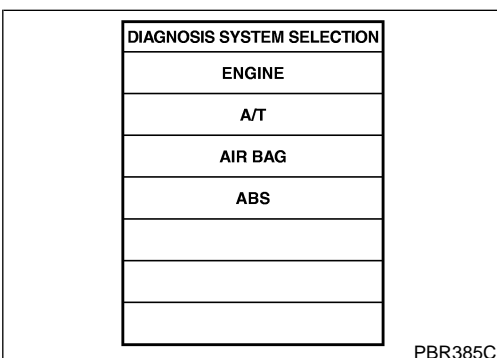 DIAGNOSIS SYSTEM SELECTION
ENGINE
A/T
AIR BAG
ABS
PBR385C